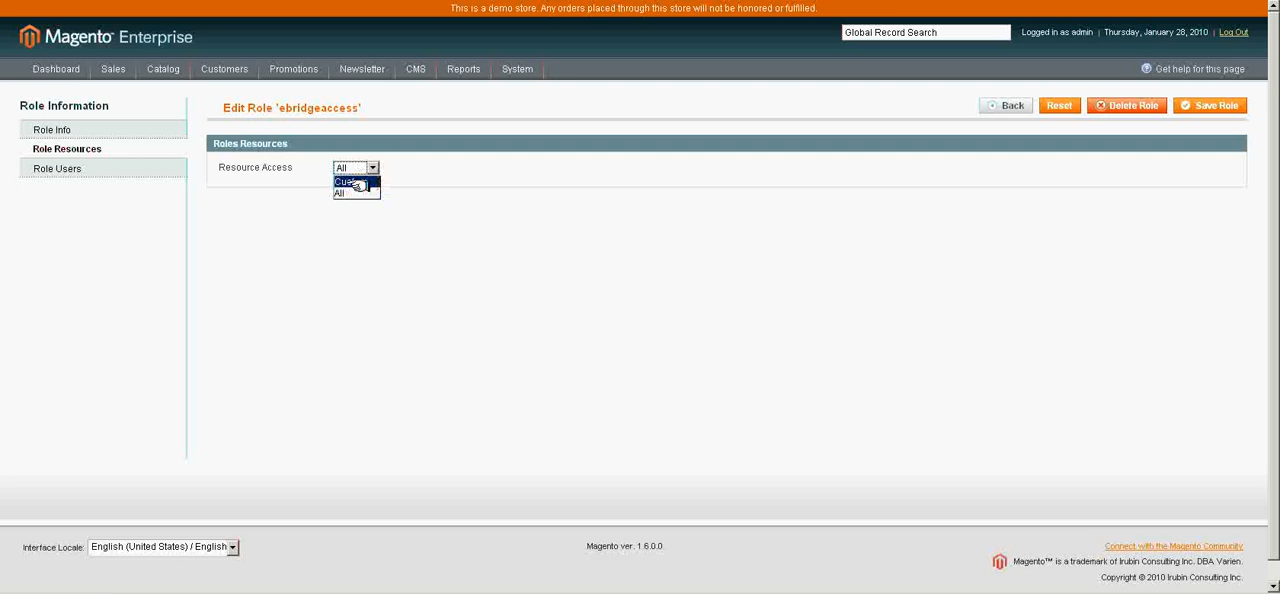 This is a demo store. Any orders placed through this store will not be honored or fulfilled.
Magento™ Enterprise
Global Record Search
Logged in as admin | Thursday, January 28, 2010 | Log Out
Dashboard Sales Catalog Customers Promotions Newsletter CMS Reports System
Get help for this page
Role Information
Role Info
Role Resources
Role Users
Edit Role 'ebridgeaccess'
Back Reset Delete Role Save Role
Roles Resources
Resource Access All
All
Interface Locale: English (United States) / English
Magento ver. 1.6.0.0
Connect with the Magento Community
Magento™ is a trademark of Irubin Consulting Inc. DBA Varien.
Copyright © 2010 Irubin Consulting Inc.